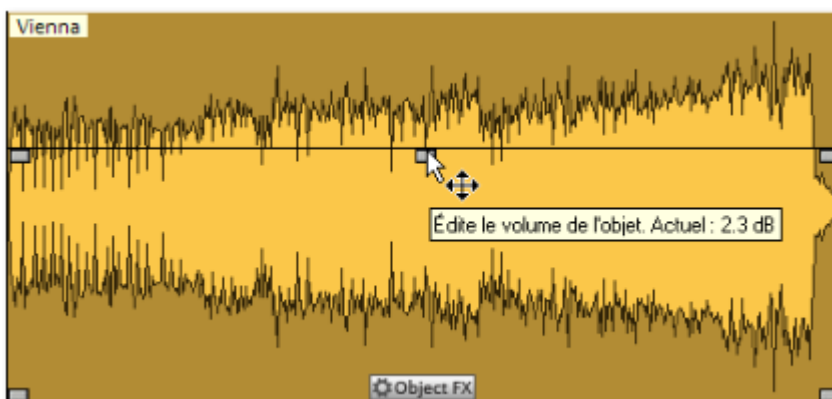 Vienna
Édite le volume de l'objet. Actuel : 2.3 dB
Object FX